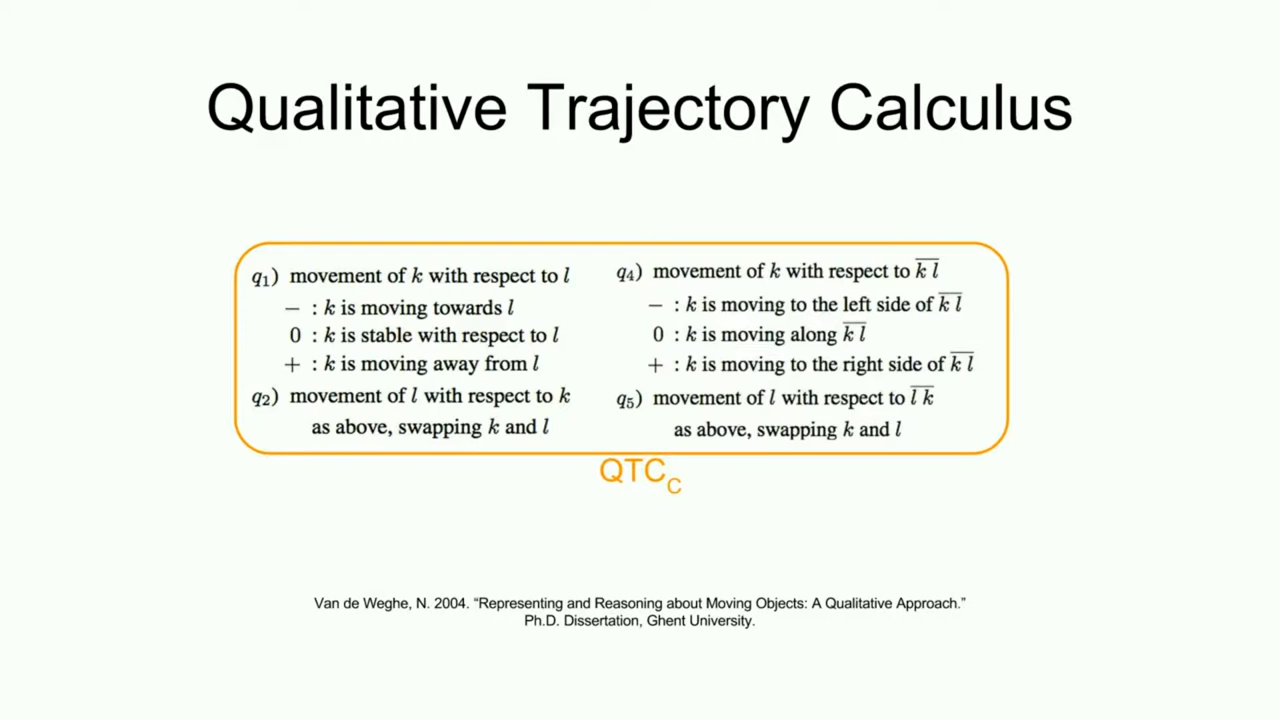 Qualitative Trajectory Calculus
q₁) movement of k with respect to l
− : k is moving towards l
0 : k is stable with respect to l
+ : k is moving away from l
q₂) movement of l with respect to k
as above, swapping k and l
q₄) movement of k with respect to k̅ l̅
− : k is moving to the left side of k̅ l̅
0 : k is moving along k̅ l̅
+ : k is moving to the right side of k̅ l̅
q₅) movement of l with respect to l̅ k̅
as above, swapping k and l
QTC_C
Van de Weghe, N. 2004. “Representing and Reasoning about Moving Objects: A Qualitative Approach.”
Ph.D. Dissertation, Ghent University.